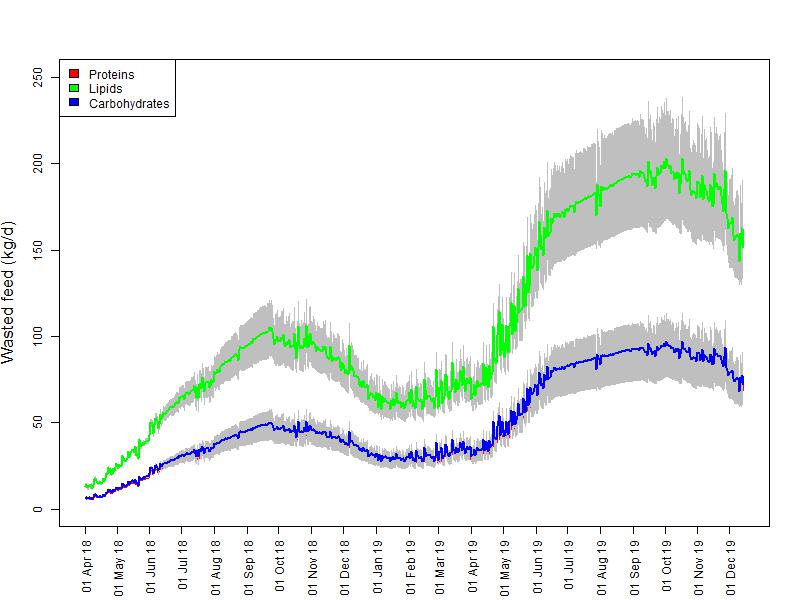 Proteins
Lipids
Carbohydrates
Wasted feed (kg/d)
250
200
150
100
50
0
01 Apr 18
01 May 18
01 Jun 18
01 Jul 18
01 Aug 18
01 Sep 18
01 Oct 18
01 Nov 18
01 Dec 18
01 Jan 19
01 Feb 19
01 Mar 19
01 Apr 19
01 May 19
01 Jun 19
01 Jul 19
01 Aug 19
01 Sep 19
01 Oct 19
01 Nov 19
01 Dec 19